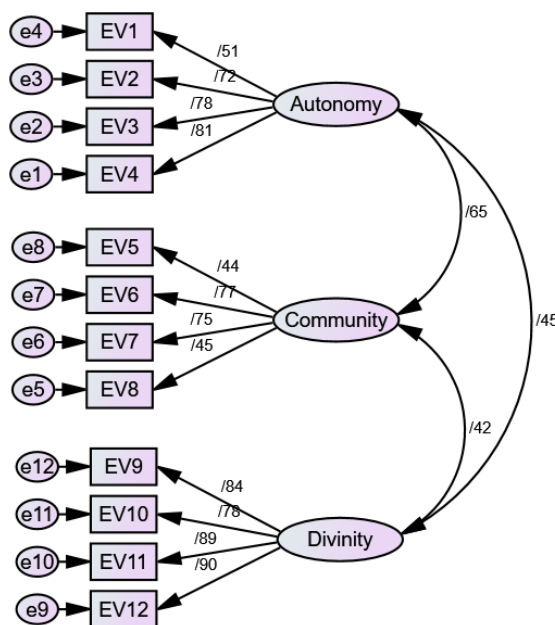 e4 EV1
/51
e3 EV2
/72
Autonomy
e2 EV3
/78
e1 EV4
/81
/65
e8 EV5
/44
e7 EV6
/77
Community
/45
e6 EV7
/75
e5 EV8
/45
/42
e12 EV9
/84
e11 EV10
/78
Divinity
e10 EV11
/89
e9 EV12
/90